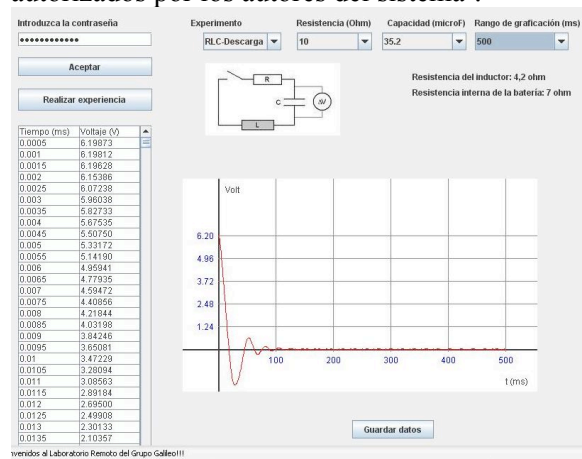 autorizados por los autores del sistema .
Introduzca la contraseña
************
Aceptar
Realizar experiencia
Experimento
RLC-Descarga
Resistencia (Ohm)
10
Capacidad (microF)
35.2
Rango de graficación (ms)
500
R
C
ΔV
L
Resistencia del inductor: 4,2 ohm
Resistencia interna de la batería: 7 ohm
Tiempo (ms) Voltaje (V)
0.0005 6.19873
0.001 6.19812
0.0015 6.19628
0.002 6.15386
0.0025 6.07238
0.003 5.96038
0.0035 5.82733
0.004 5.67535
0.0045 5.50750
0.005 5.33172
0.0055 5.14190
0.006 4.95941
0.0065 4.77935
0.007 4.59472
0.0075 4.40856
0.008 4.21844
0.0085 4.03198
0.009 3.84246
0.0095 3.65081
0.01 3.47229
0.0105 3.28094
0.011 3.08563
0.0115 2.89184
0.012 2.69500
0.0125 2.49908
0.013 2.30133
0.0135 2.10357
Volt
6.20
4.96
3.72
2.48
1.24
100 200 300 400 500
t (ms)
Guardar datos
nvenidos al Laboratorio Remoto del Grupo Galileo!!!